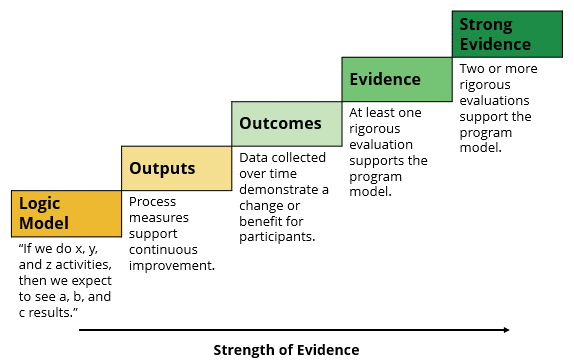 Logic
Model
“If we do x, y,
and z activities,
then we expect
to see a, b, and
c results.”
Outputs
Process
measures
support
continuous
improvement.
Outcomes
Data collected
over time
demonstrate a
change or
benefit for
participants.
Evidence
At least one
rigorous
evaluation
supports the
program
model.
Strong
Evidence
Two or more
rigorous
evaluations
support the
program
model.
Strength of Evidence